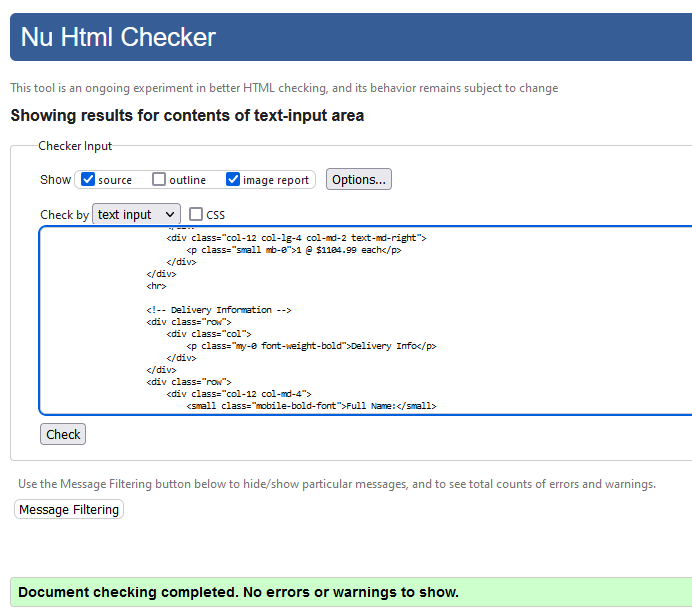 Nu Html Checker
This tool is an ongoing experiment in better HTML checking, and its behavior remains subject to change
Showing results for contents of text-input area
Checker Input
Show source outline image report Options...
Check by text input CSS
<div class="col-12 col-lg-4 col-md-2 text-md-right">
<p class="small mb-0">1 @ $1104.99 each</p>
</div>
</div>
<hr>
<!-- Delivery Information -->
<div class="row">
<div class="col">
<p class="my-0 font-weight-bold">Delivery Info</p>
</div>
</div>
<div class="row">
<div class="col-12 col-md-4">
<small class="mobile-bold-font">Full Name:</small>
Check
Use the Message Filtering button below to hide/show particular messages, and to see total counts of errors and warnings.
Message Filtering
Document checking completed. No errors or warnings to show.